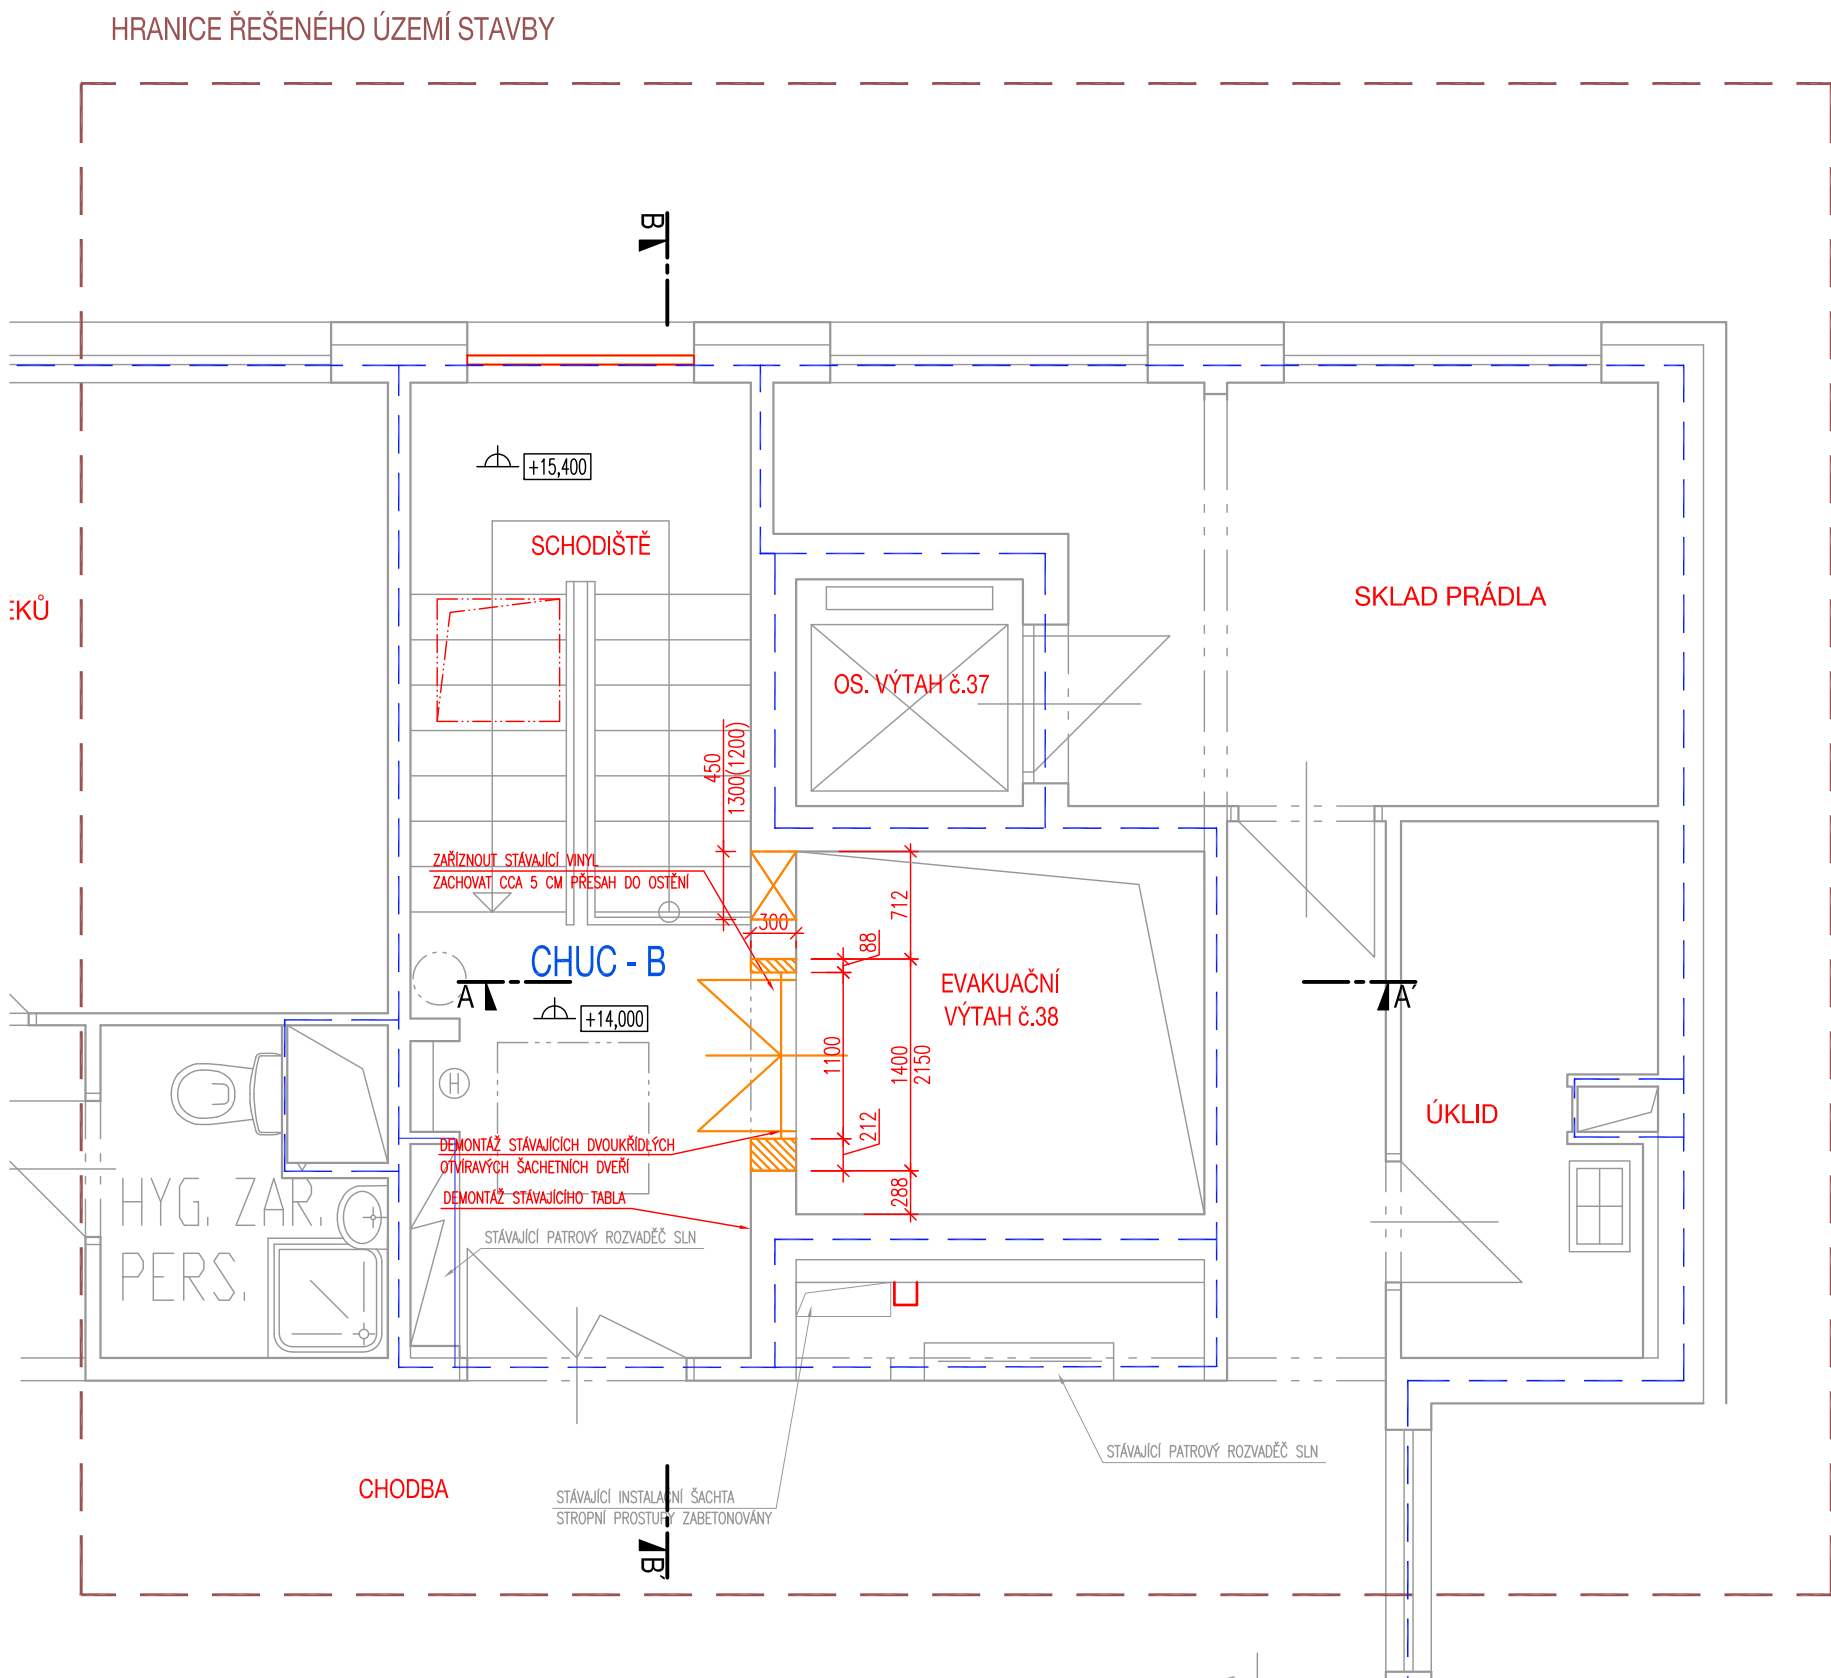 HRANICE ŘEŠENÉHO ÚZEMÍ STAVBY
B
+15,400
SCHODIŠTĚ
SKLAD PRÁDLA
OS. VÝTAH č.37
450
1300(1200)
ZAŘÍZNOUT STÁVAJÍCÍ VINYL
ZACHOVAT CCA 5 CM PŘESAH DO OSTĚNÍ
300
712
88
CHUC - B
A
A'
EVAKUAČNÍ
VÝTAH č.38
+14,000
1100
1400
2150
H
212
288
ÚKLID
DEMONTÁŽ STÁVAJÍCÍCH DVOUKŘÍDLÝCH
OTVÍRAVÝCH ŠACHETNÍCH DVEŘÍ
DEMONTÁŽ STÁVAJÍCÍHO TABLA
HYG. ZAŘ.
PERS.
STÁVAJÍCÍ PATROVÝ ROZVADĚČ SLN
STÁVAJÍCÍ PATROVÝ ROZVADĚČ SLN
CHODBA
STÁVAJÍCÍ INSTALAČNÍ ŠACHTA
STROPNÍ PROSTUPY ZABETONOVÁNY
B'